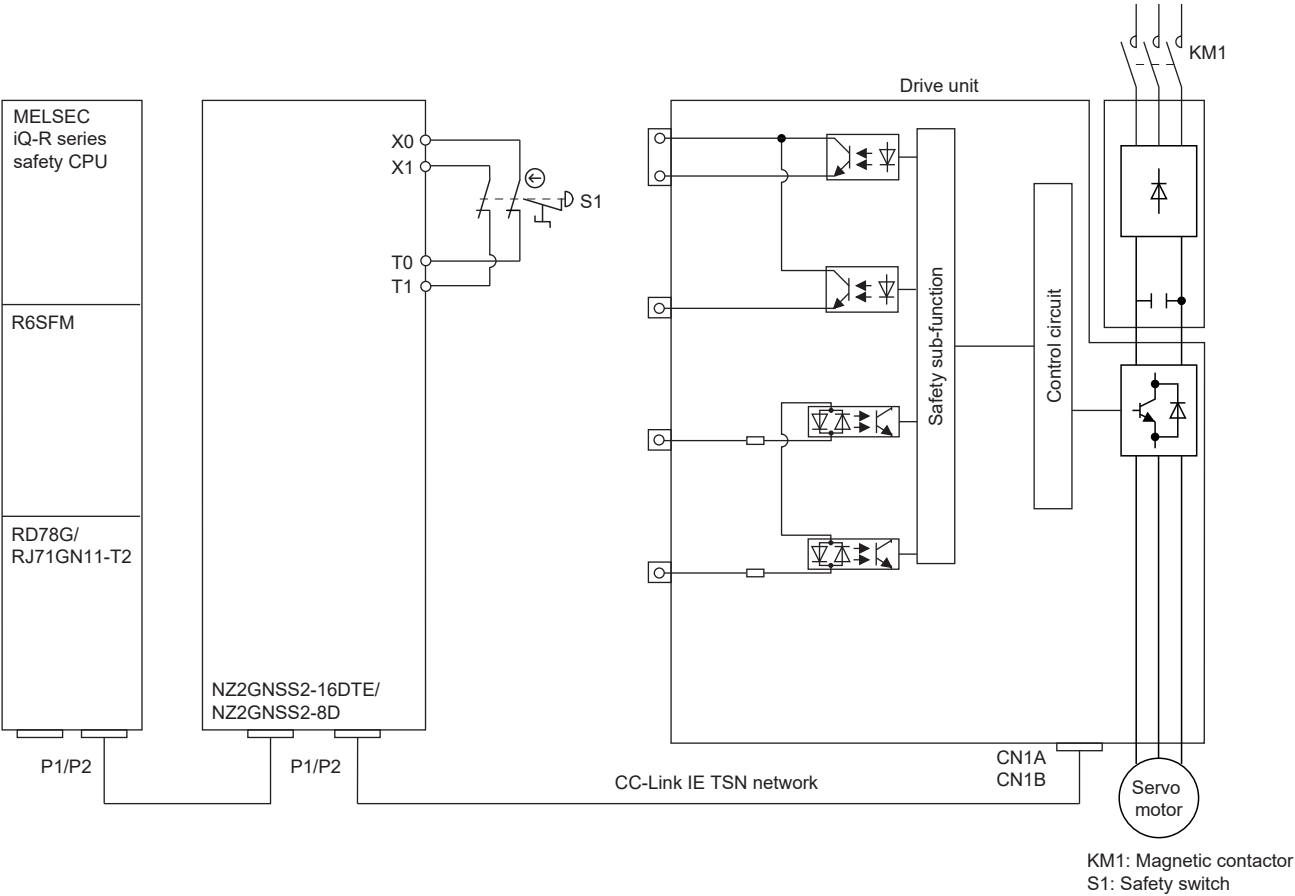 KM1
Drive unit
MELSEC
iQ-R series
safety CPU
X0
X1
S1
T0
T1
R6SFM
Safety sub-function
Control circuit
RD78G/
RJ71GN11-T2
NZ2GNSS2-16DTE/
NZ2GNSS2-8D
P1/P2
P1/P2
CC-Link IE TSN network
CN1A
CN1B
Servo
motor
KM1: Magnetic contactor
S1: Safety switch